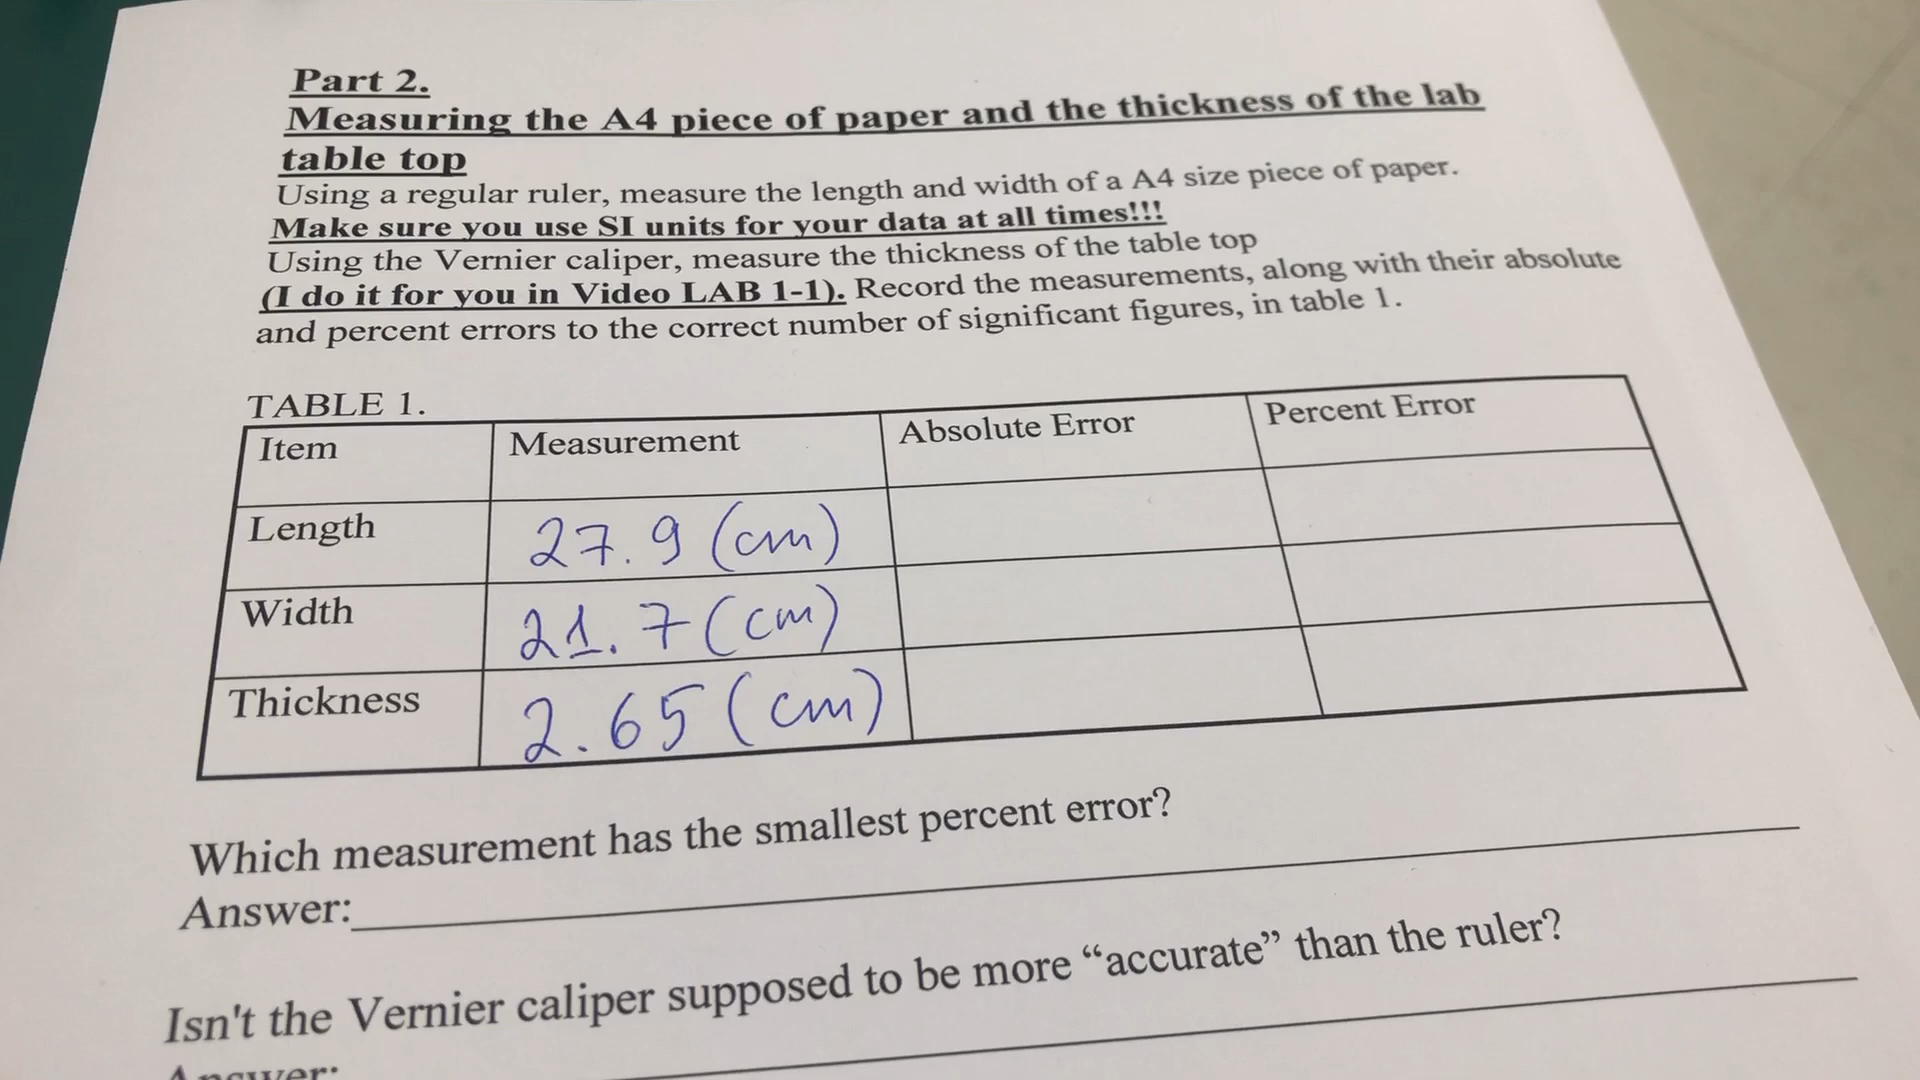 Part 2.
Measuring the A4 piece of paper and the thickness of the lab
table top
Using a regular ruler, measure the length and width of a A4 size piece of paper.
Make sure you use SI units for your data at all times!!!
Using the Vernier caliper, measure the thickness of the table top
(I do it for you in Video LAB 1-1). Record the measurements, along with their absolute
and percent errors to the correct number of significant figures, in table 1.
TABLE 1.
Item Measurement Absolute Error Percent Error
Length 27.9 (cm)
Width 21.7 (cm)
Thickness 2.65 (cm)
Which measurement has the smallest percent error?
Answer:
Isn't the Vernier caliper supposed to be more “accurate” than the ruler?
Answer: